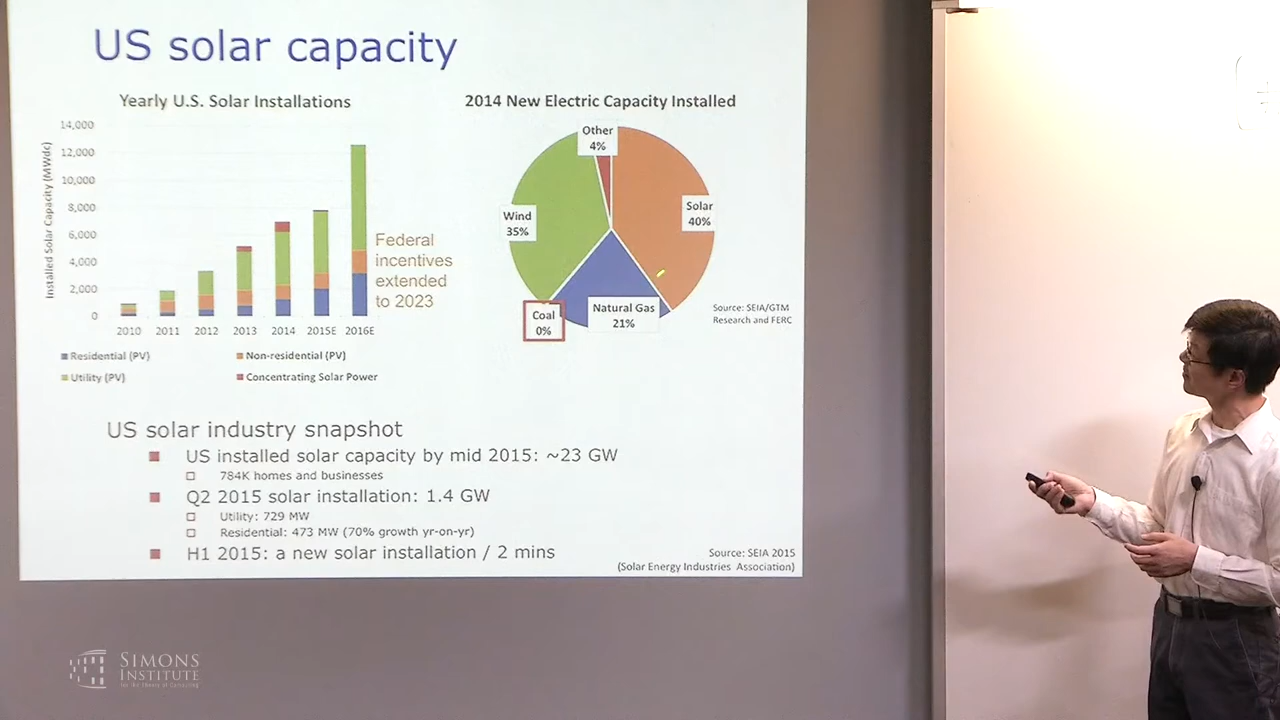 US solar capacity
Yearly U.S. Solar Installations
Installed Solar Capacity (MWdc)
14,000
12,000
10,000
8,000
6,000
4,000
2,000
0
2010 2011 2012 2013 2014 2015E 2016E
Federal
incentives
extended
to 2023
Residential (PV) Non-residential (PV)
Utility (PV) Concentrating Solar Power
2014 New Electric Capacity Installed
Other
4%
Solar
40%
Wind
35%
Natural Gas
21%
Coal
0%
Source: SEIA/GTM
Research and FERC
US solar industry snapshot
US installed solar capacity by mid 2015: ~23 GW
784K homes and businesses
Q2 2015 solar installation: 1.4 GW
Utility: 729 MW
Residential: 473 MW (70% growth yr-on-yr)
H1 2015: a new solar installation / 2 mins
Source: SEIA 2015
(Solar Energy Industries Association)
SIMONS
INSTITUTE
for the Theory of Computing